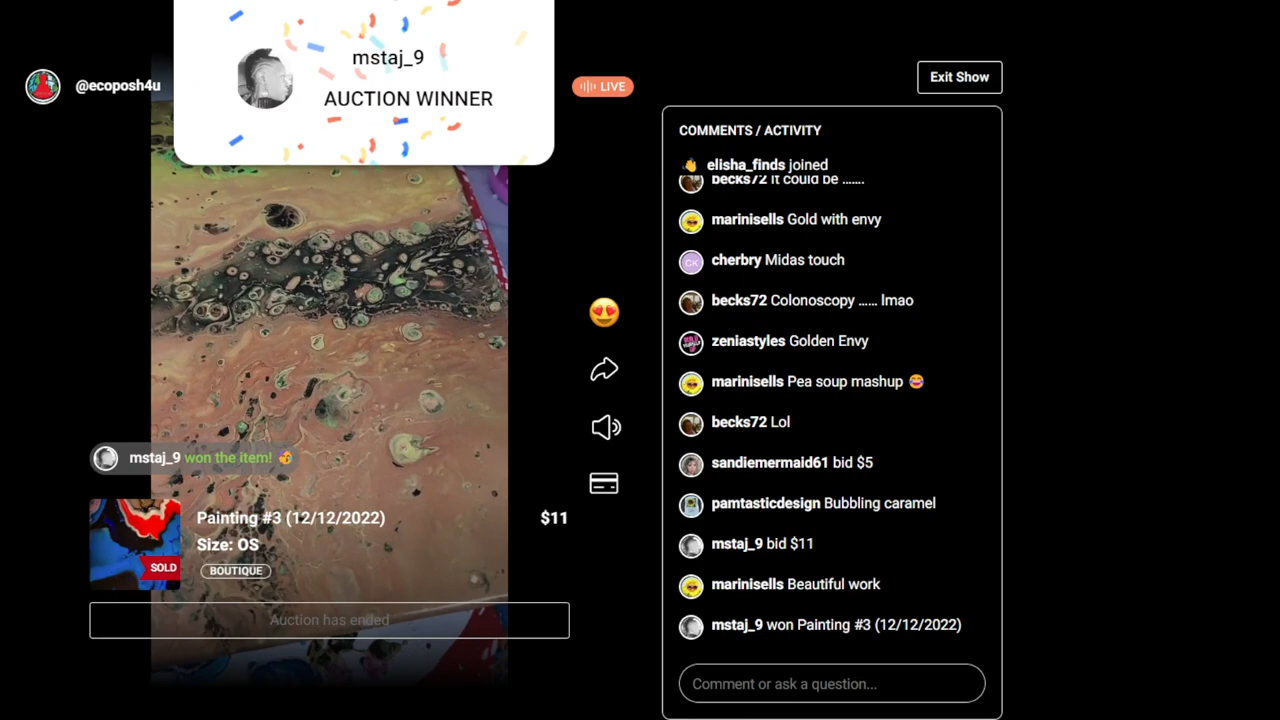 mstaj_9
AUCTION WINNER
@ecoposh4u
LIVE
Exit Show
COMMENTS / ACTIVITY
elisha_finds joined
becks72 It could be .......
marinisells Gold with envy
CK
cherbry Midas touch
becks72 Colonoscopy ...... lmao
zeniastyles Golden Envy
marinisells Pea soup mashup 😂
becks72 Lol
sandiemermaid61 bid $5
pamtasticdesign Bubbling caramel
mstaj_9 bid $11
marinisells Beautiful work
mstaj_9 won Painting #3 (12/12/2022)
Comment or ask a question...
mstaj_9 won the item! 🥳
Painting #3 (12/12/2022)
$11
Size: OS
SOLD
BOUTIQUE
Auction has ended